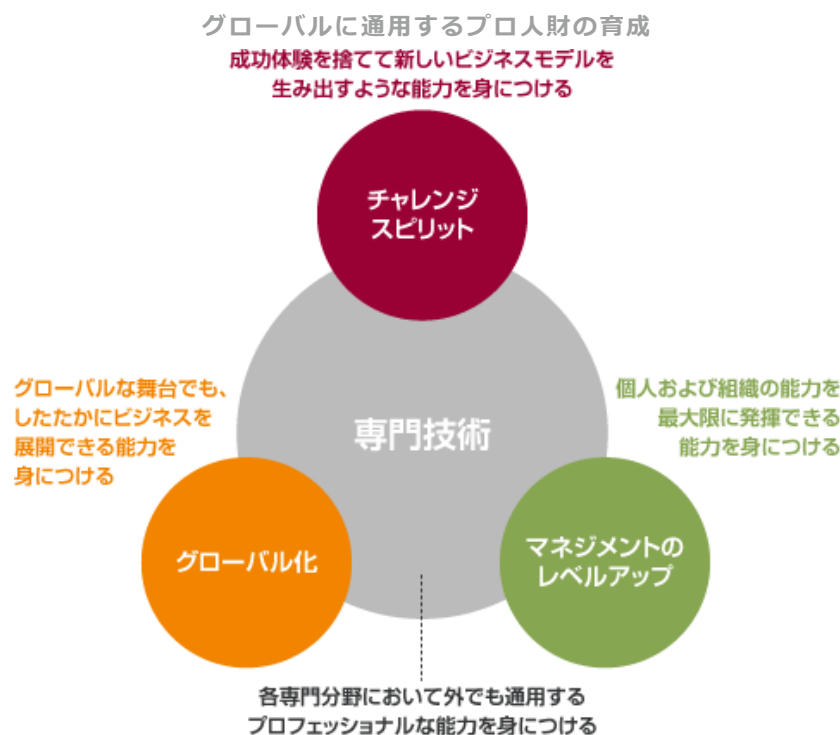 グローバルに通用するプロ人財の育成
成功体験を捨てて新しいビジネスモデルを
生み出すような能力を身につける
チャレンジ
スピリット
グローバルな舞台でも、
したたかにビジネスを
展開できる能力を
身につける
個人および組織の能力を
最大限に発揮できる
能力を身につける
専門技術
グローバル化
マネジメントの
レベルアップ
各専門分野において外でも通用する
プロフェッショナルな能力を身につける